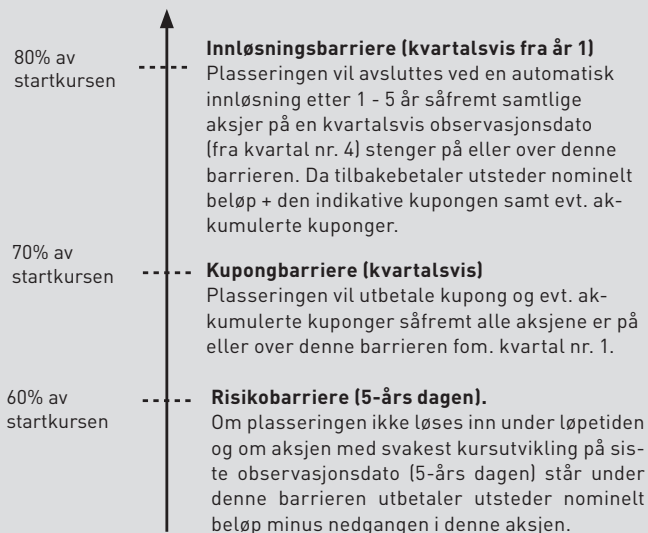 80% av
startkursen
Innløsningsbarriere (kvartalsvis fra år 1)
Plasseringen vil avsluttes ved en automatisk
innløsning etter 1 - 5 år såfremt samtlige
aksjer på en kvartalsvis observasjonsdato
(fra kvartal nr. 4) stenger på eller over denne
barrieren. Da tilbakebetaler utsteder nominelt
beløp + den indikative kupongen samt evt. ak-
kumulerte kuponger.
70% av
startkursen
Kupongbarriere (kvartalsvis)
Plasseringen vil utbetale kupong og evt. ak-
kumulerte kuponger såfremt alle aksjene er på
eller over denne barrieren fom. kvartal nr. 1.
60% av
startkursen
Risikobarriere (5-års dagen).
Om plasseringen ikke løses inn under løpetiden
og om aksjen med svakest kursutvikling på sis-
te observasjonsdato (5-års dagen) står under
denne barrieren utbetaler utsteder nominelt
beløp minus nedgangen i denne aksjen.